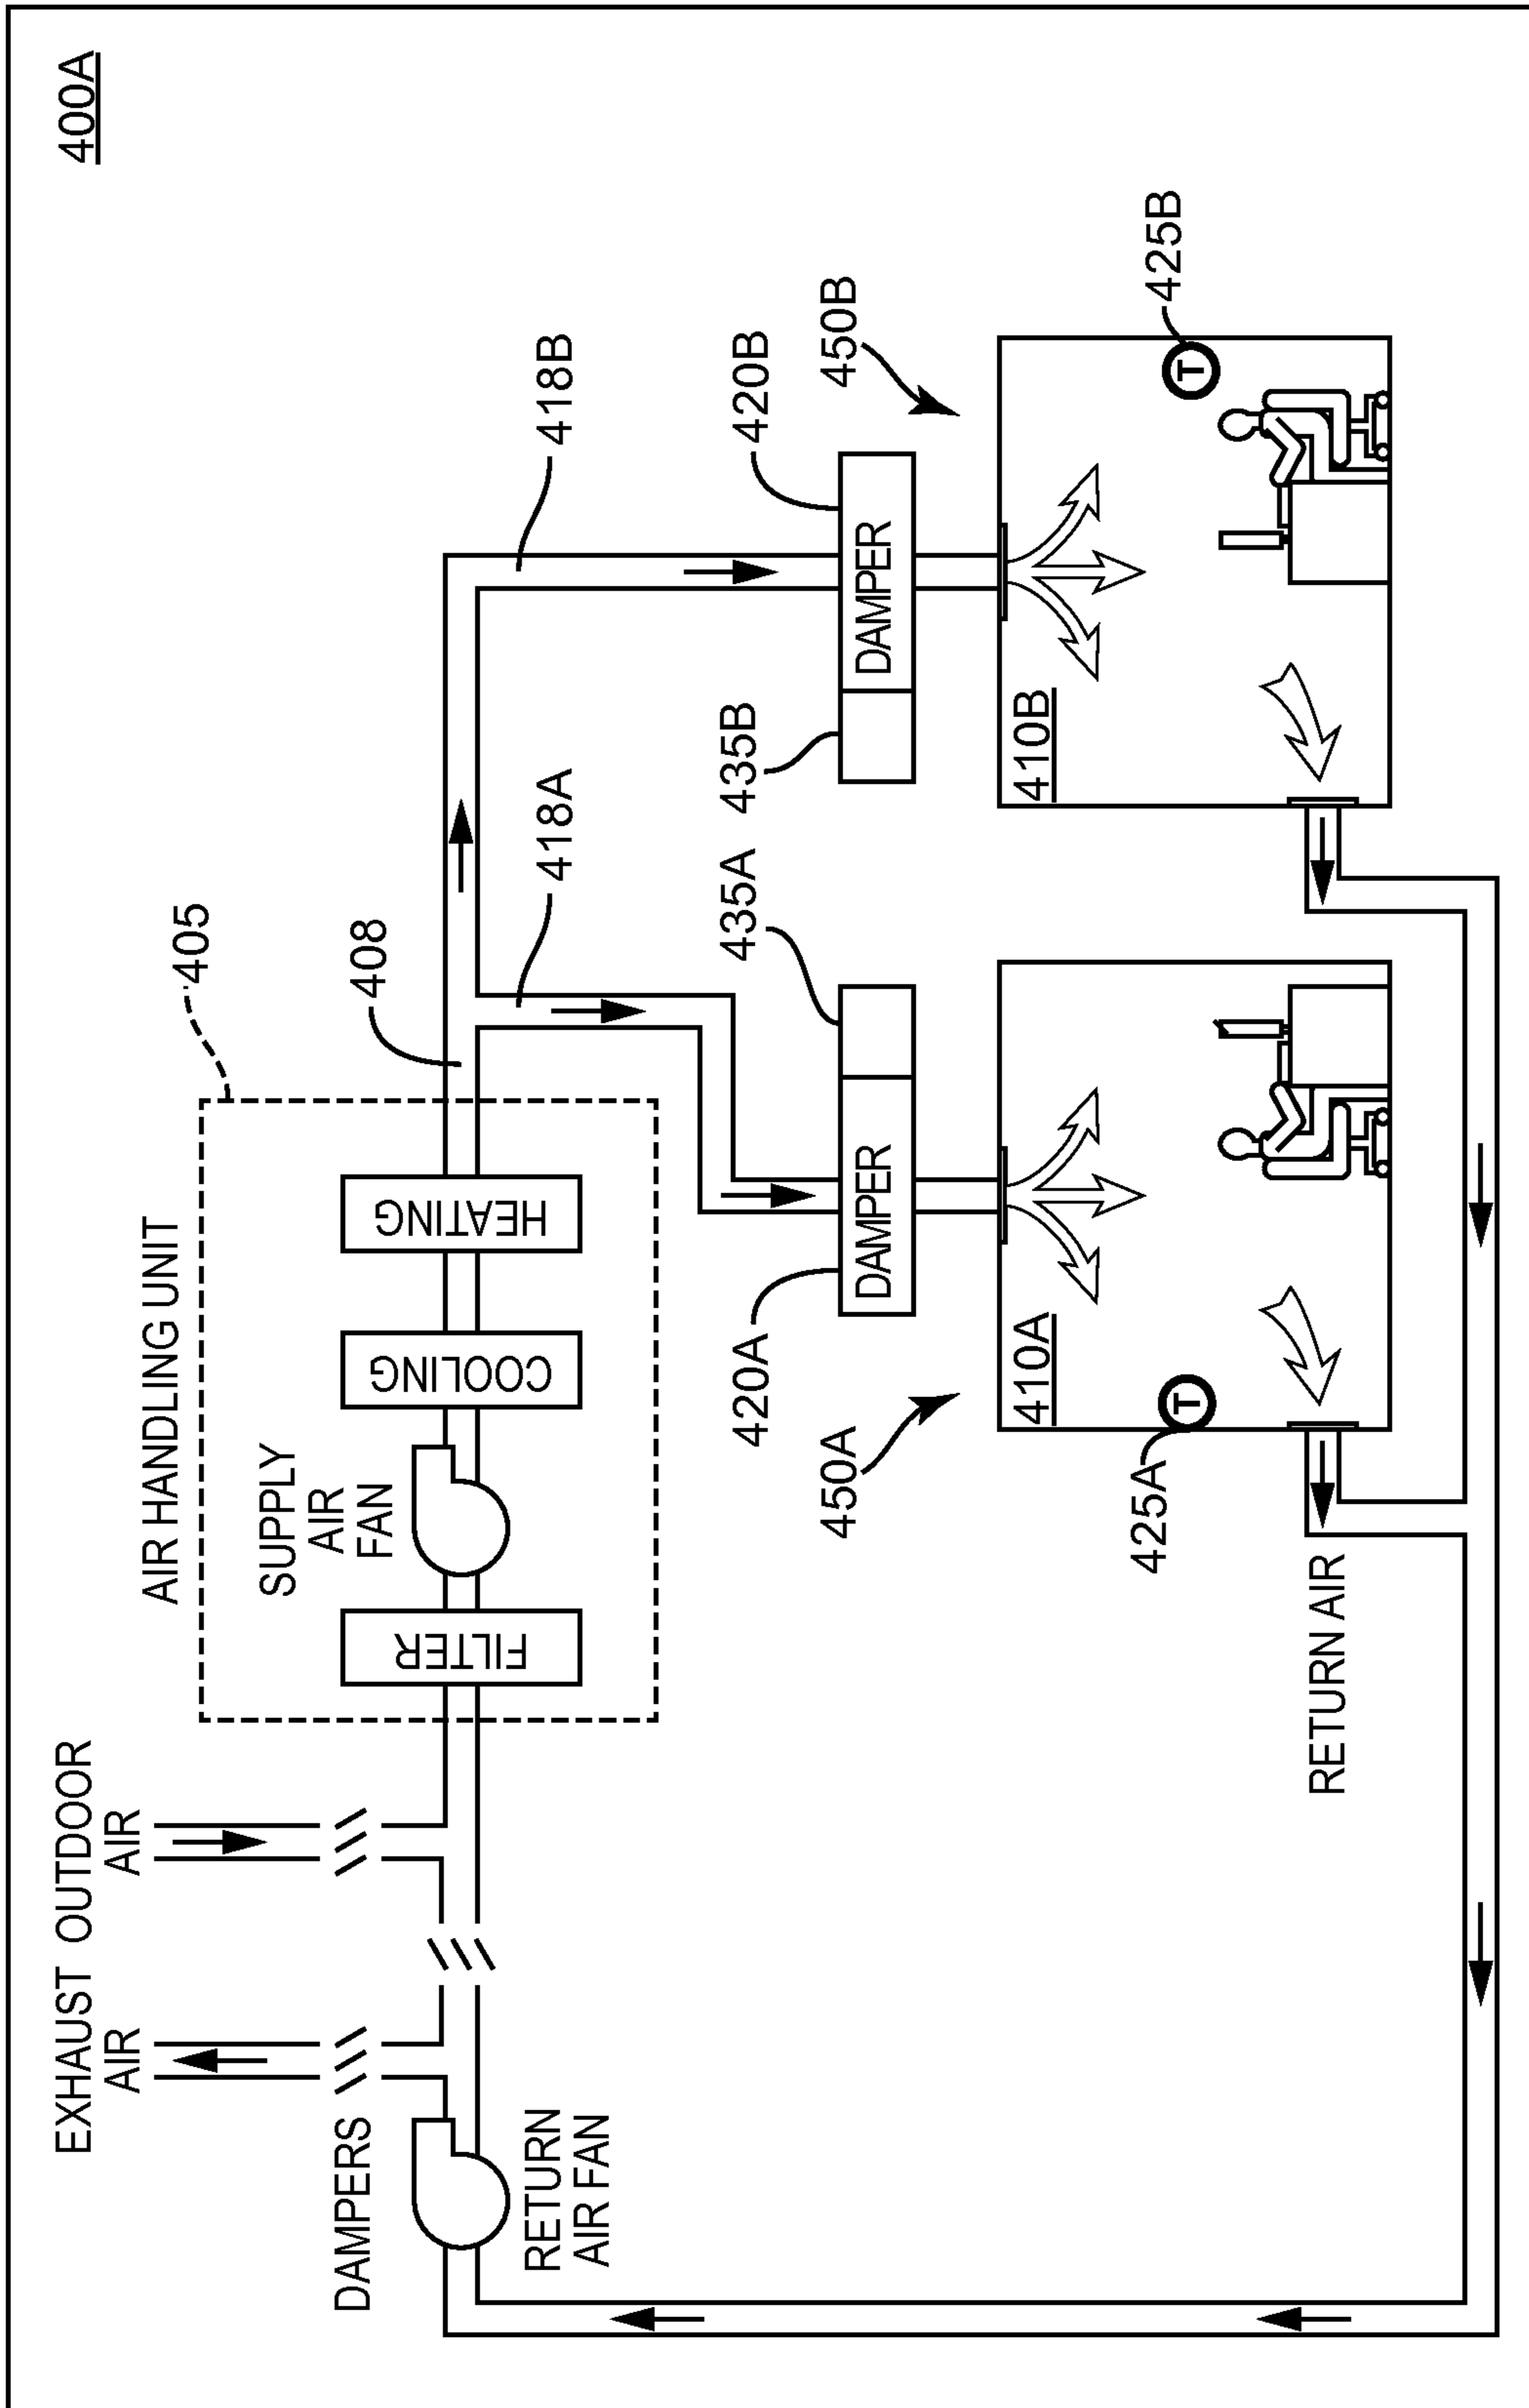 400A
EXHAUST
AIR
OUTDOOR
AIR
AIR HANDLING UNIT
405
SUPPLY
AIR
FAN
DAMPERS
FILTER
COOLING
HEATING
408
RETURN
AIR FAN
418A
418B
420A
435A
435B
420B
DAMPER
DAMPER
450A
450B
410A
410B
425A
T
T
425B
RETURN AIR